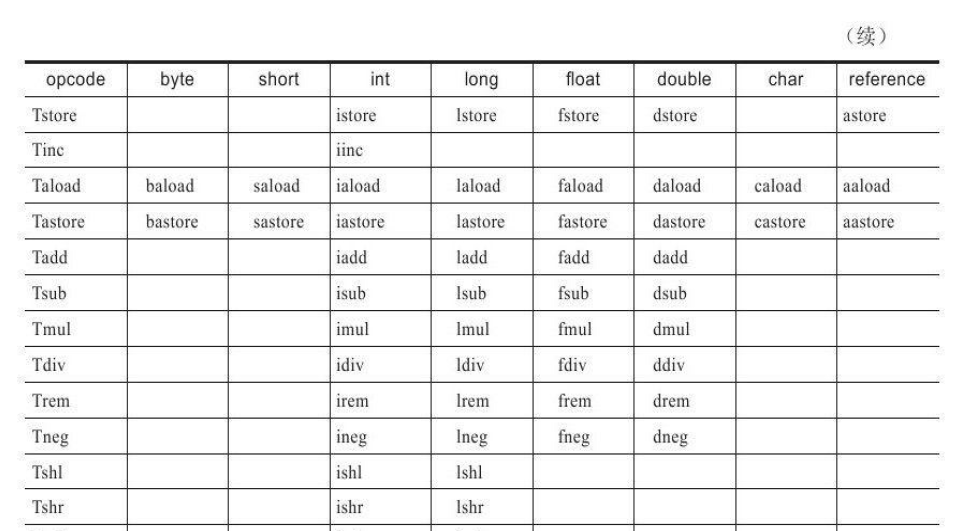 （续）
opcode byte short int long float double char reference
Tstore istore lstore fstore dstore astore
Tinc iinc
Taload baload saload iaload laload faload daload caload aaload
Tastore bastore sastore iastore lastore fastore dastore castore aastore
Tadd iadd ladd fadd dadd
Tsub isub lsub fsub dsub
Tmul imul lmul fmul dmul
Tdiv idiv ldiv fdiv ddiv
Trem irem lrem frem drem
Tneg ineg lneg fneg dneg
Tshl ishl lshl
Tshr ishr lshr